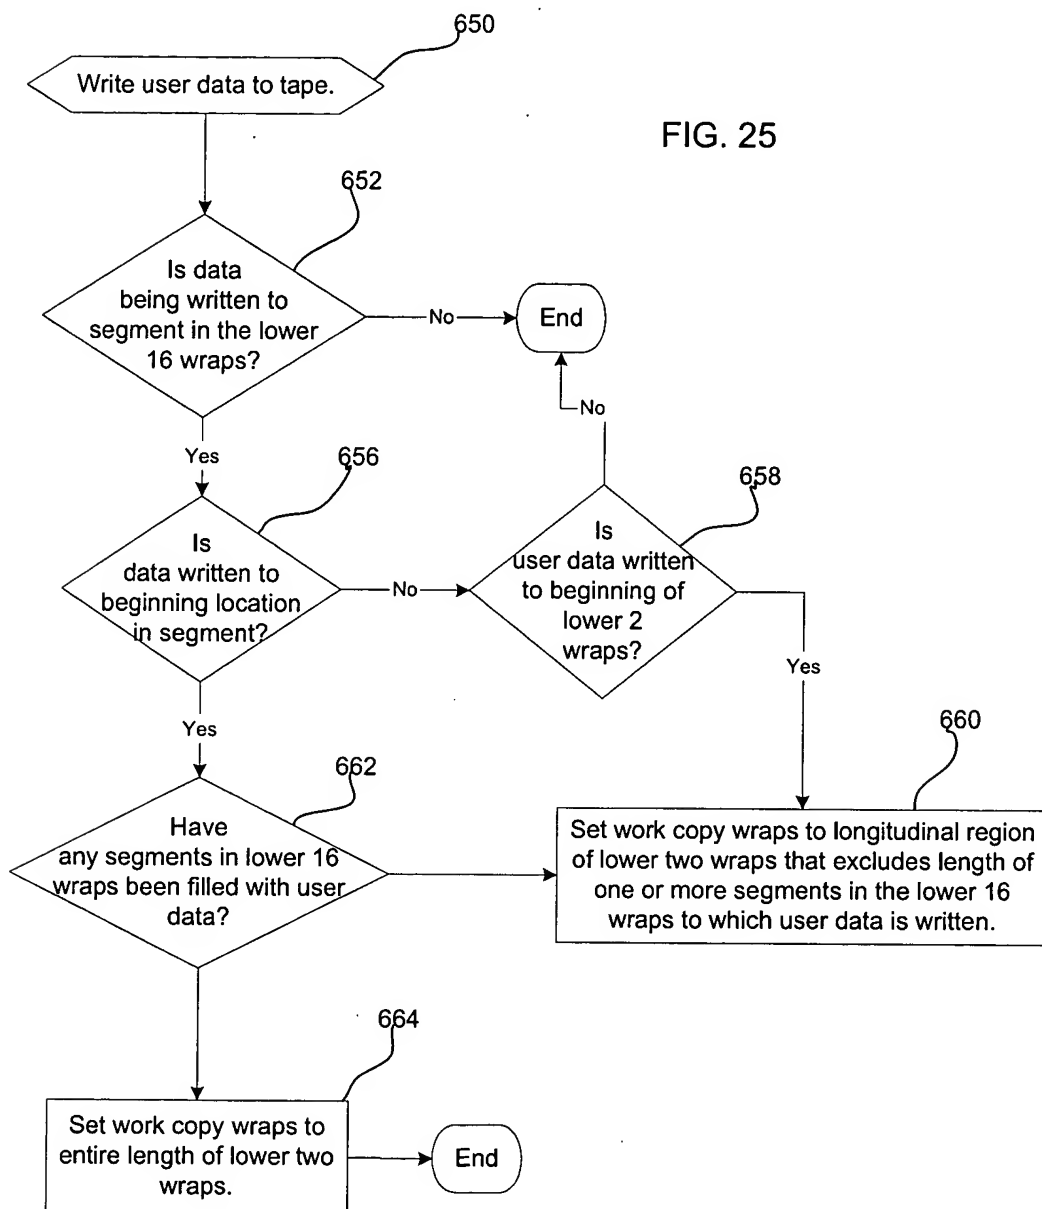 650
Write user data to tape.
FIG. 25
652
Is data
being written to
segment in the lower
16 wraps?
No
End
No
Yes
656
658
Is
data written to
beginning location
in segment?
No
Is
user data written
to beginning of
lower 2
wraps?
Yes
Yes
660
662
Have
any segments in lower 16
wraps been filled with user
data?
Set work copy wraps to longitudinal region
of lower two wraps that excludes length of
one or more segments in the lower 16
wraps to which user data is written.
664
Set work copy wraps to
entire length of lower two
wraps.
End